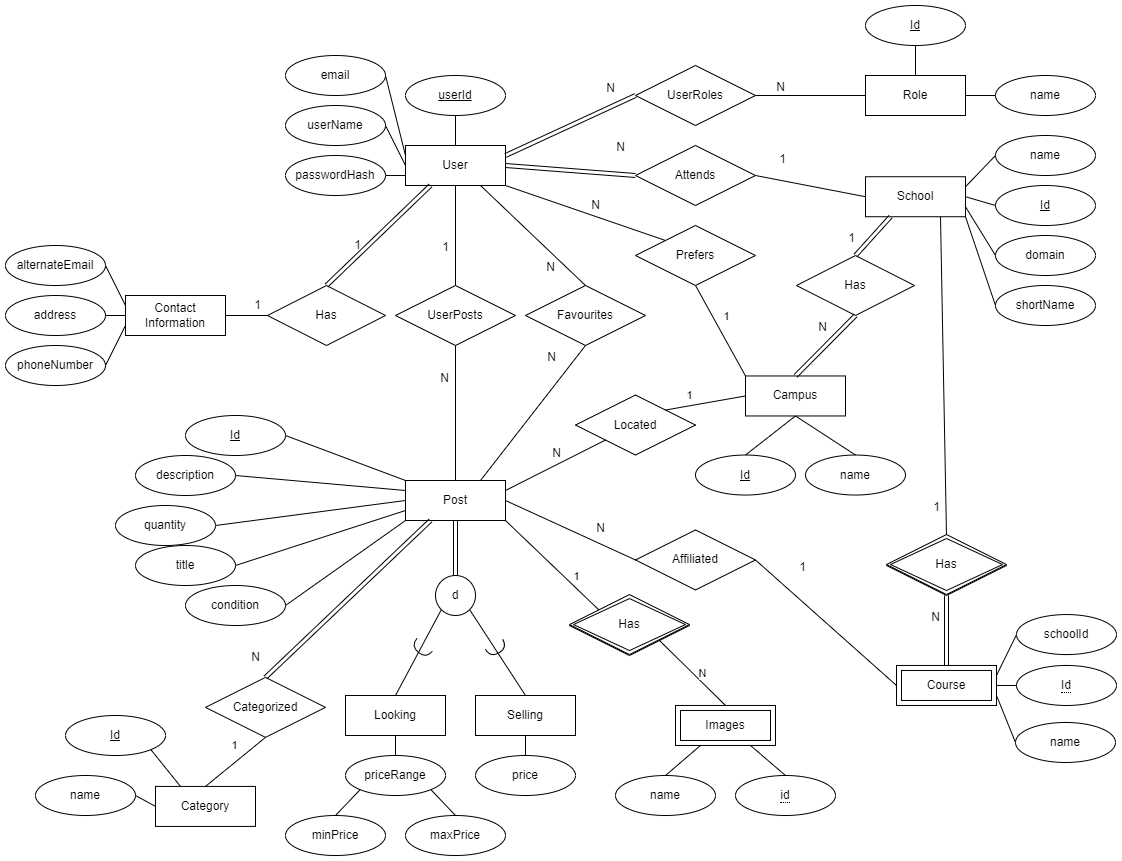 Id
email
userName
passwordHash
userId
User
N
UserRoles
N
Role
name
N
Attends
1
School
name
Id
domain
shortName
N
Prefers
1
1
Has
N
1
1
N
alternateEmail
address
phoneNumber
Contact
Information
1
Has
UserPosts
Favourites
N
N
Campus
1
Located
N
Id
name
Id
description
quantity
title
condition
Post
N
Affiliated
1
1
Has
N
1
Has
N
d
N
Categorized
1
Looking
Selling
Images
Course
schoolId
Id
name
Id
name
Category
priceRange
price
minPrice
maxPrice
name
id